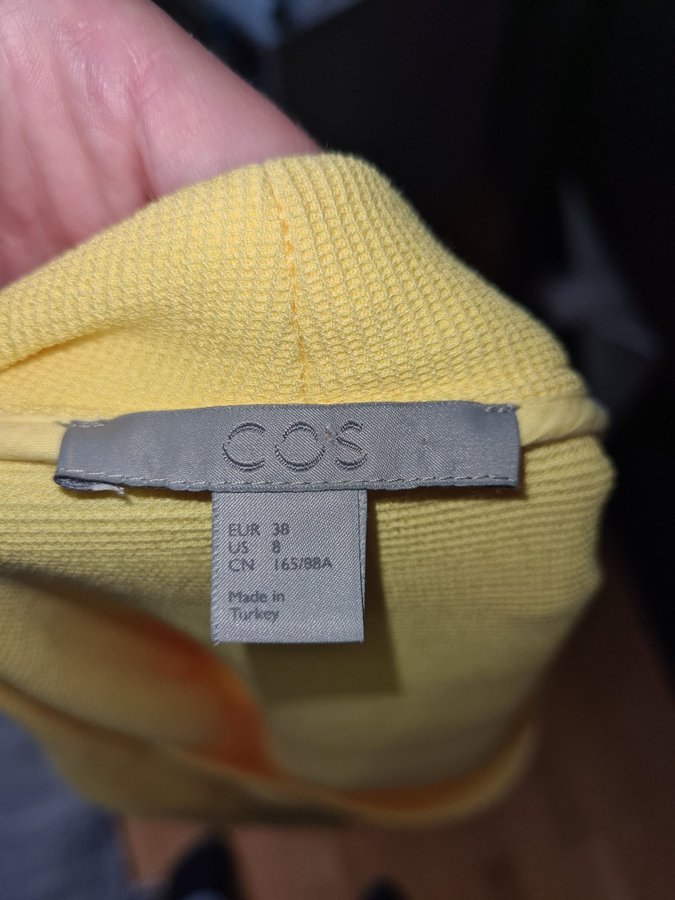 COS
EUR 38
US 8
CN 165/88A
Made in
Turkey